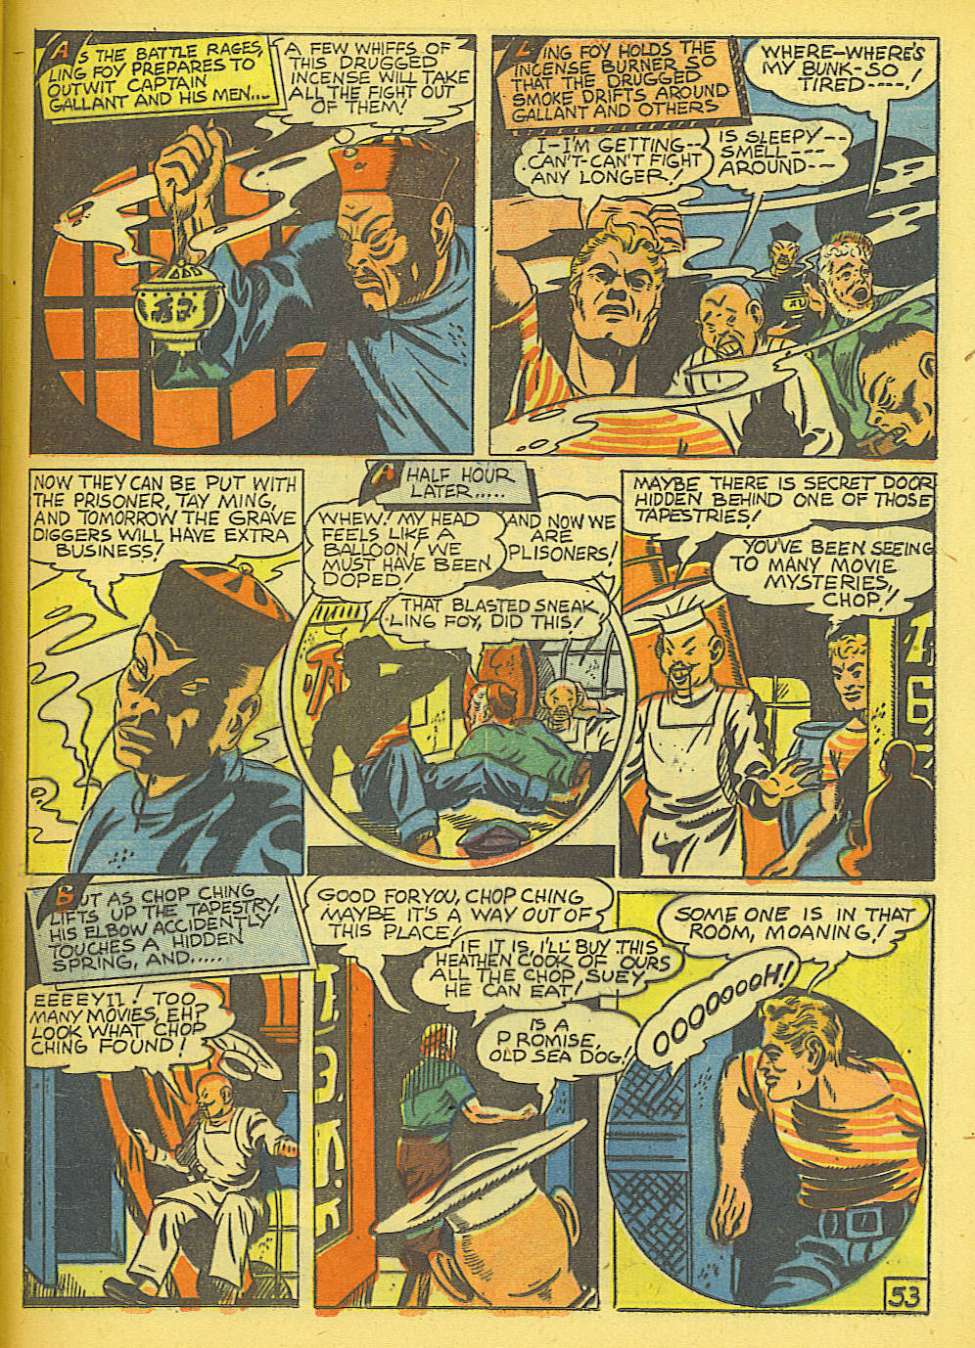 AS THE BATTLE RAGES,
LING FOY PREPARES TO
OUTWIT CAPTAIN
GALLANT AND HIS MEN...
A FEW WHIFFS OF
THIS DRUGGED
INCENSE WILL TAKE
ALL THE FIGHT OUT
OF THEM!
LING FOY HOLDS THE
INCENSE BURNER SO
THAT THE DRUGGED
SMOKE DRIFTS AROUND
GALLANT AND OTHERS
I-I'M GETTING--
CAN'T-CAN'T FIGHT
ANY LONGER!
IS SLEEPY--
SMELL ----
AROUND---
WHERE-WHERE'S
MY BUNK-SO
TIRED----!
NOW THEY CAN BE PUT WITH
THE PRISONER, TAY MING,
AND TOMORROW THE GRAVE
DIGGERS WILL HAVE EXTRA
BUSINESS!
A HALF HOUR
LATER.....
WHEW! MY HEAD
FEELS LIKE A
BALLOON! WE
MUST HAVE BEEN
DOPED!
AND NOW WE
ARE
PLISONERS!
THAT BLASTED SNEAK,
LING FOY, DID THIS!
MAYBE THERE IS SECRET DOOR
HIDDEN BEHIND ONE OF THOSE
TAPESTRIES!
YOU'VE BEEN SEEING
TO MANY MOVIE
MYSTERIES,
CHOP!
BUT AS CHOP CHING
LIFTS UP THE TAPESTRY,
HIS ELBOW ACCIDENTLY
TOUCHES A HIDDEN
SPRING, AND.....
EEEEYII! TOO
MANY MOVIES, EH?
LOOK WHAT CHOP
CHING FOUND!
GOOD FOR YOU, CHOP CHING
MAYBE IT'S A WAY OUT OF
THIS PLACE!
IF IT IS, I'LL BUY THIS
HEATHEN COOK OF OURS
ALL THE CHOP SUEY
HE CAN EAT!
IS A
PROMISE,
OLD SEA DOG!
SOME ONE IS IN THAT
ROOM, MOANING!
OOOOOOOH!
53